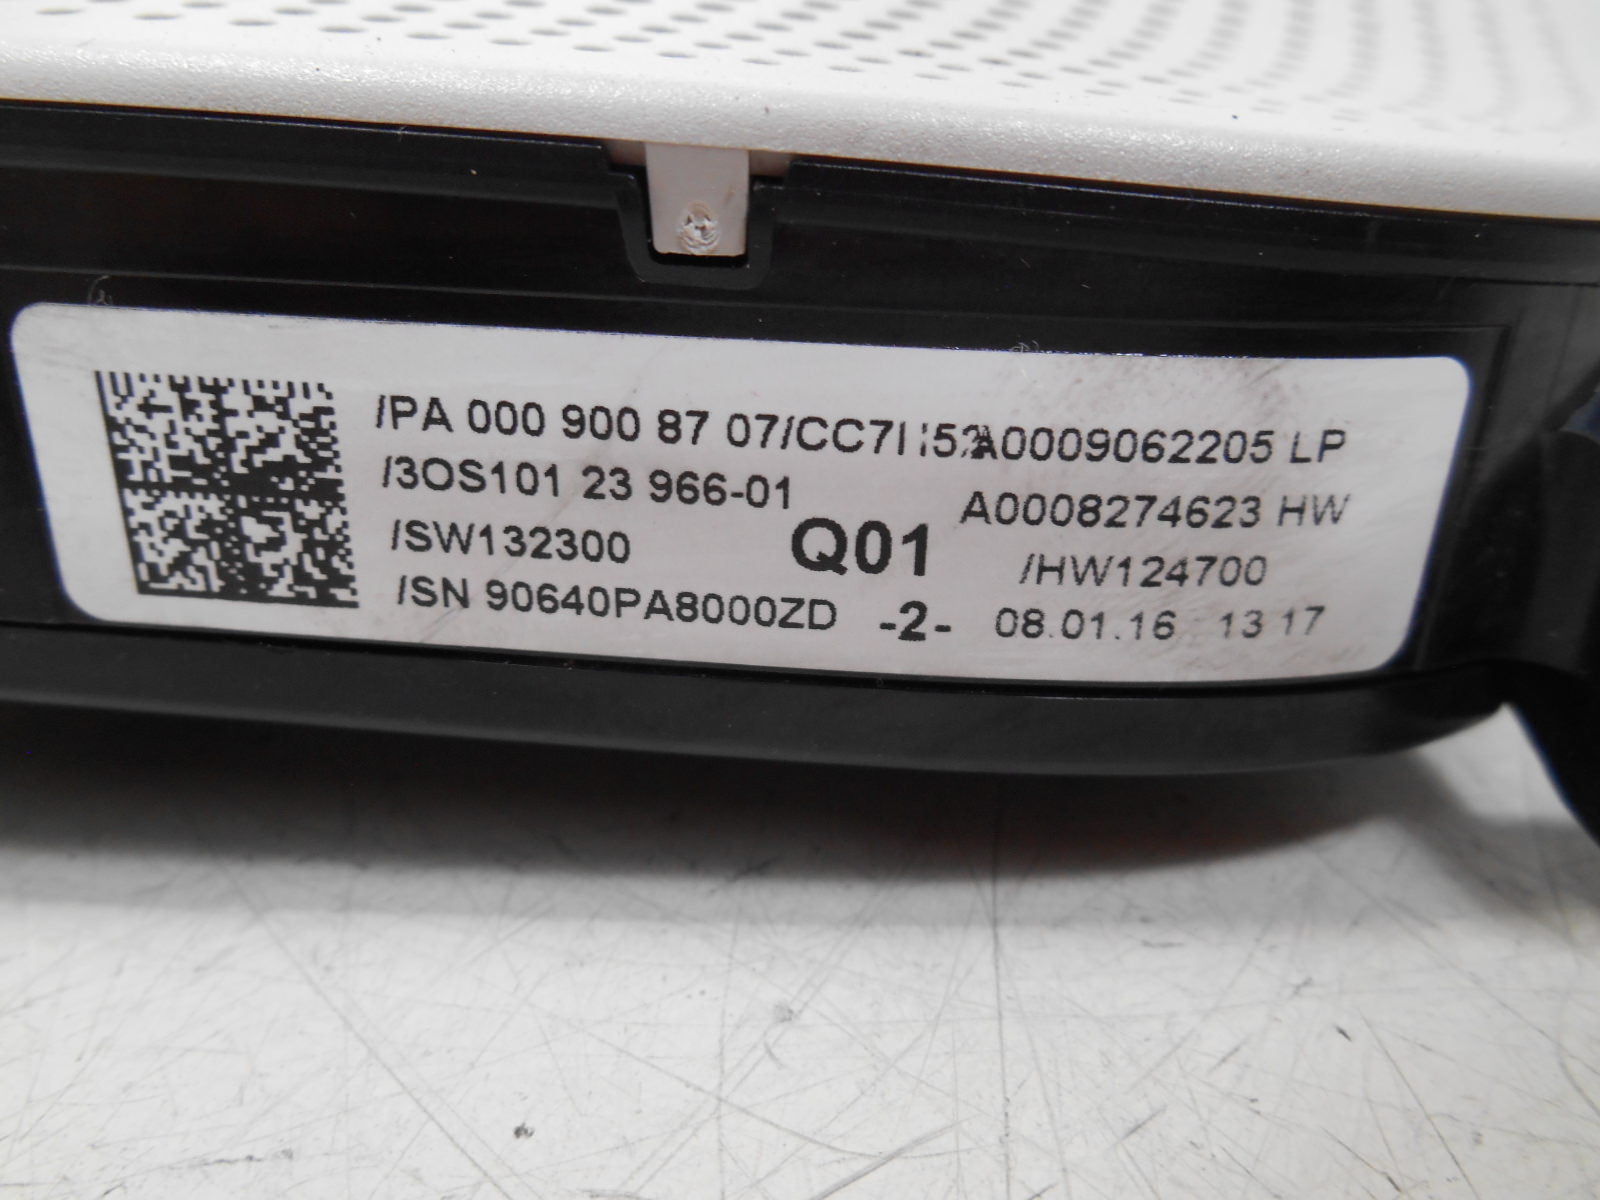 /PA 000 900 87 07/CC7 A0009062205 LP
/3OS101 23 966-01 A0008274623 HW
/SW132300 Q01 /HW124700
/SN 90640PA8000ZD -2- 08.01.16 13 17